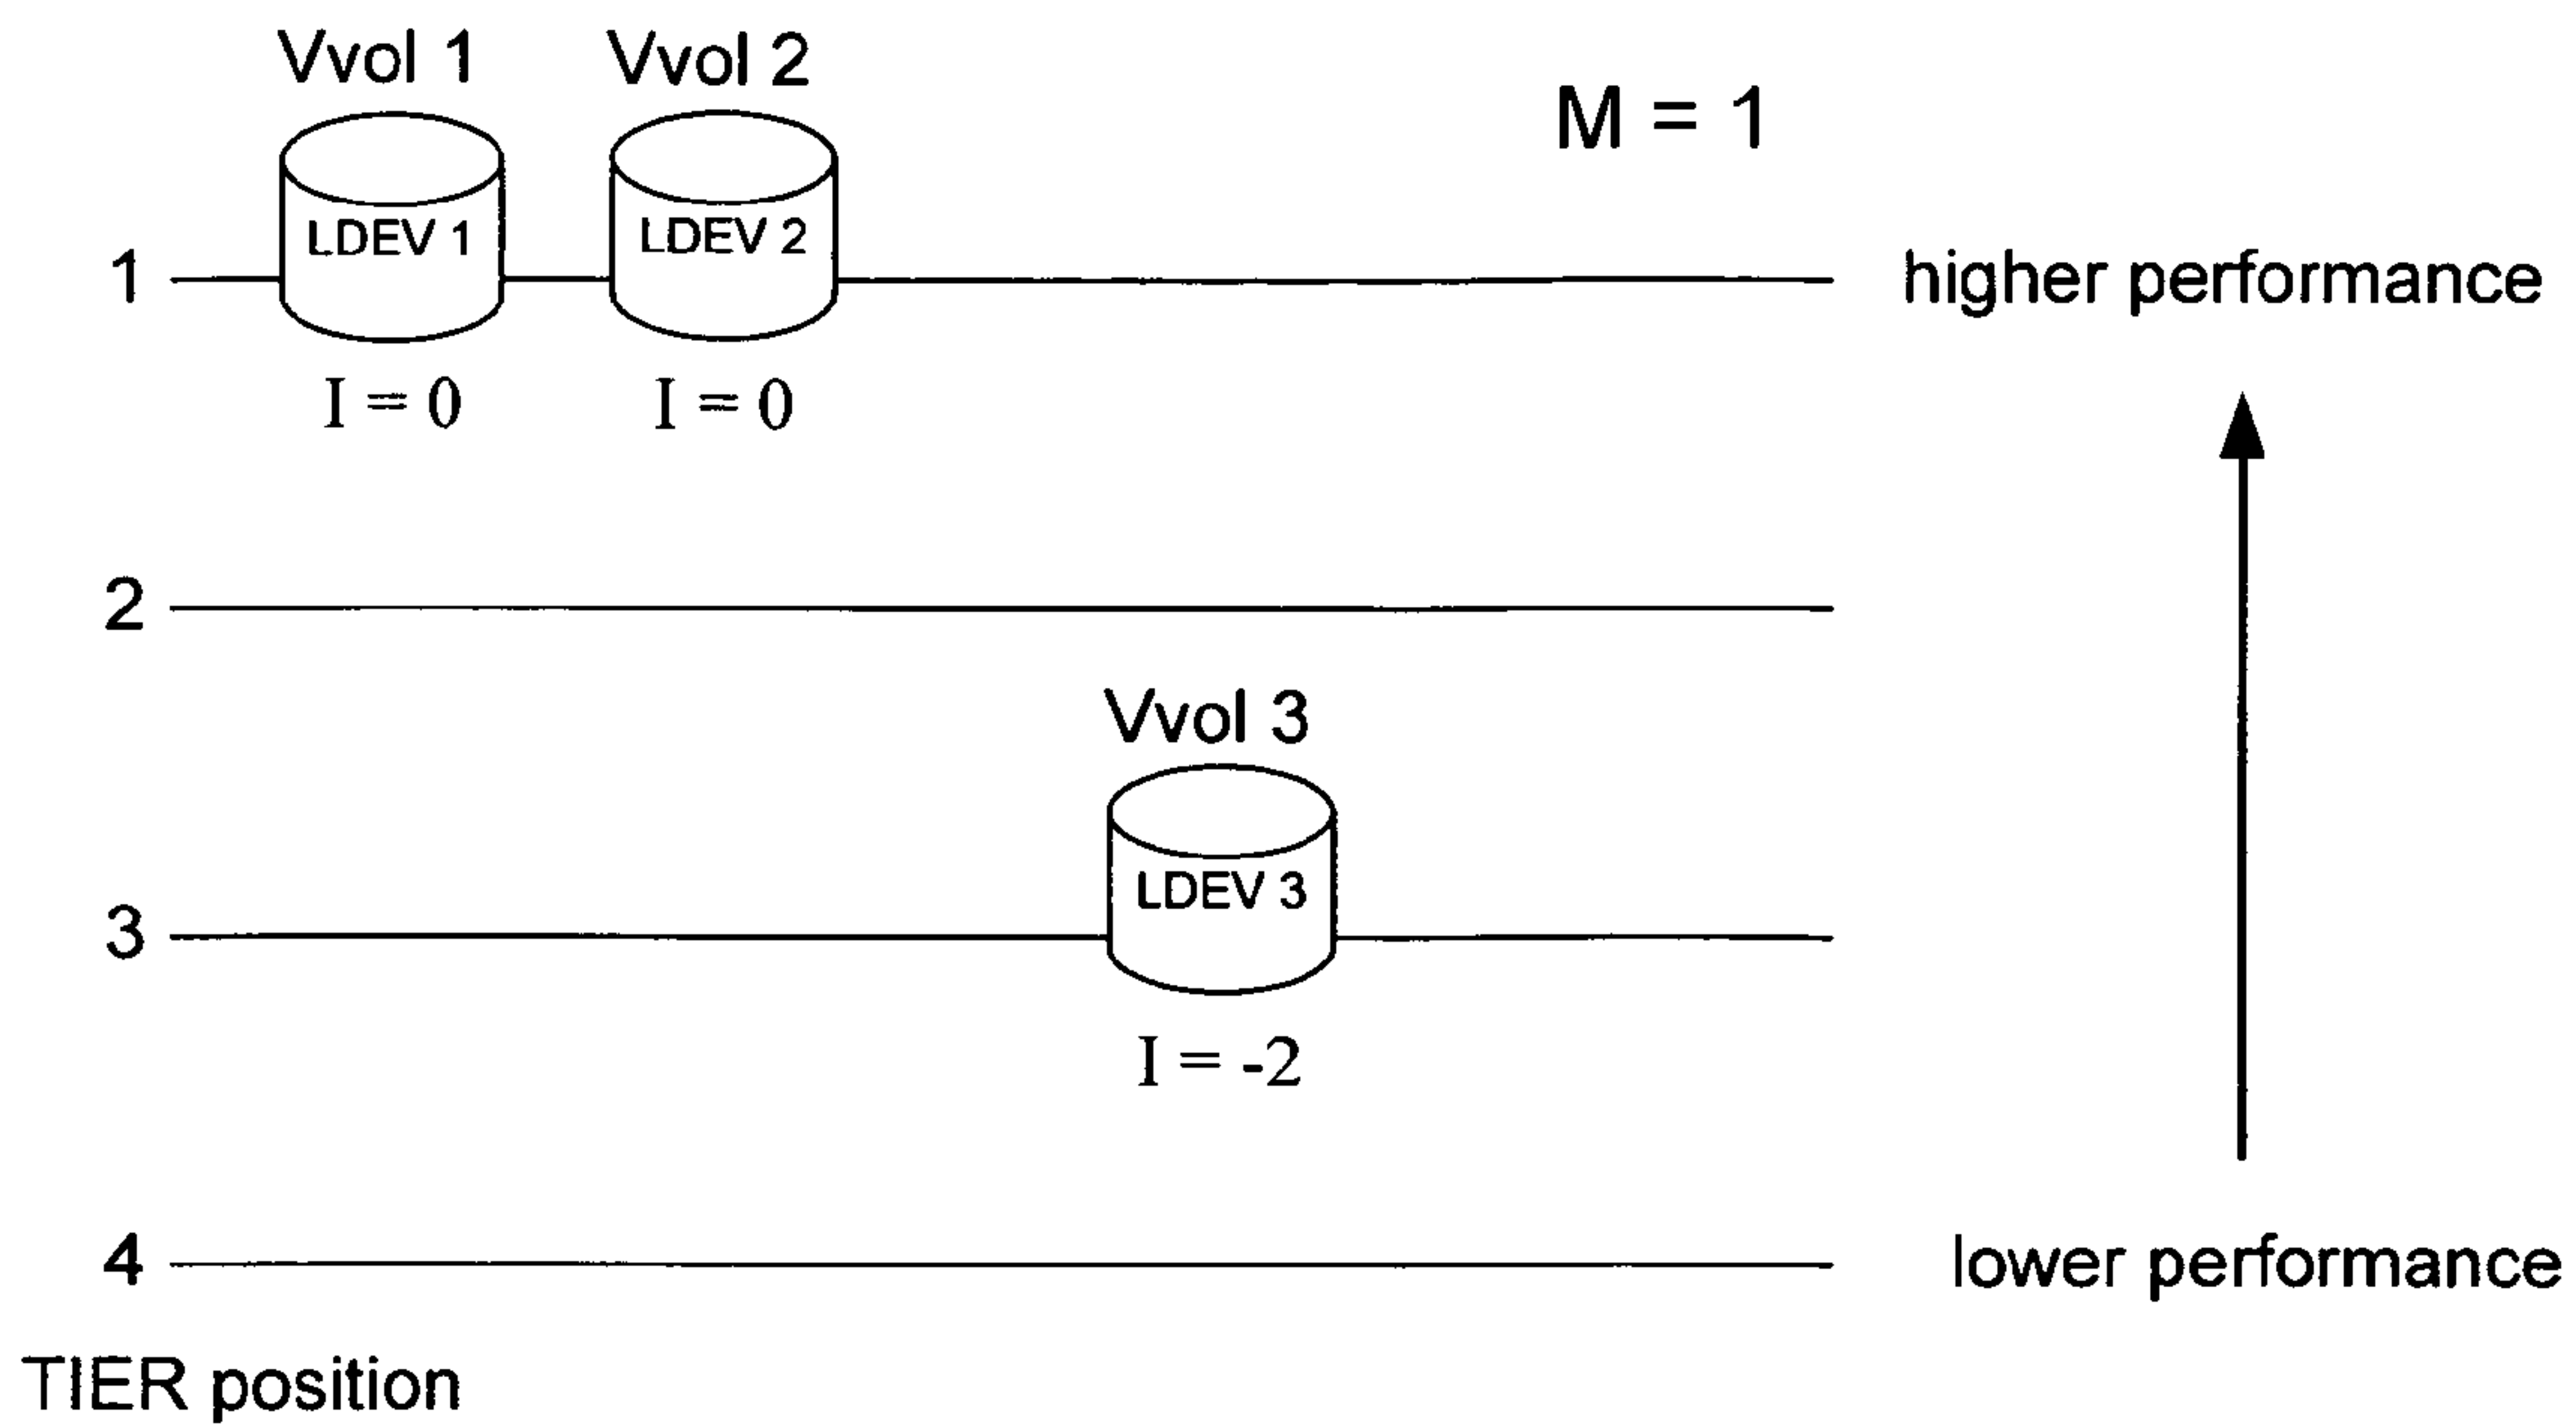 Vvol 1
Vvol 2
M = 1
LDEV 1
LDEV 2
1
higher performance
I = 0
I = 0
2
Vvol 3
LDEV 3
3
I = -2
4
lower performance
TIER position